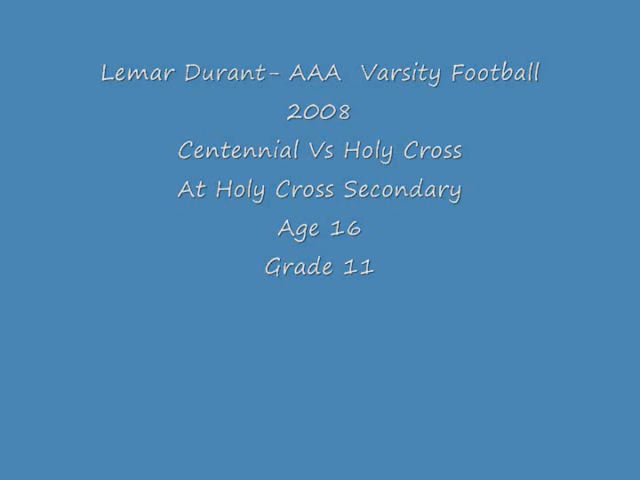 Lemar Durant- AAA  Varsity Football
2008
Centennial Vs Holy Cross
At Holy Cross Secondary
Age 16
Grade 11